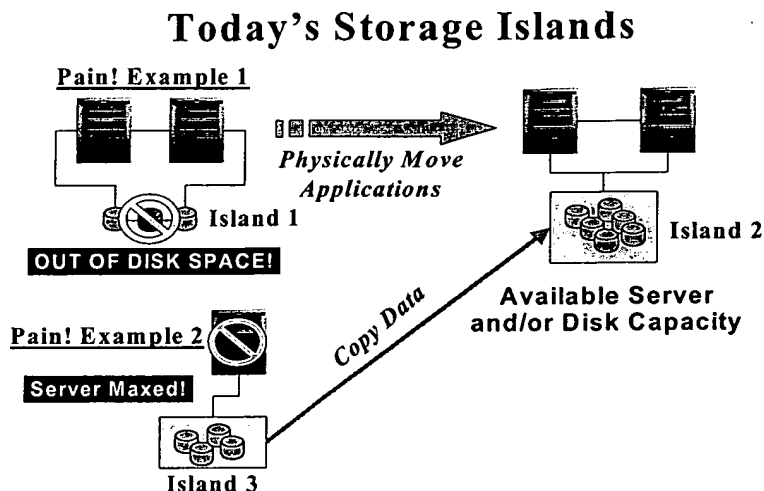 Today's Storage Islands
Pain! Example 1
Physically Move
Applications
Island 1
OUT OF DISK SPACE!
Island 2
Available Server
and/or Disk Capacity
Copy Data
Pain! Example 2
Server Maxed!
Island 3